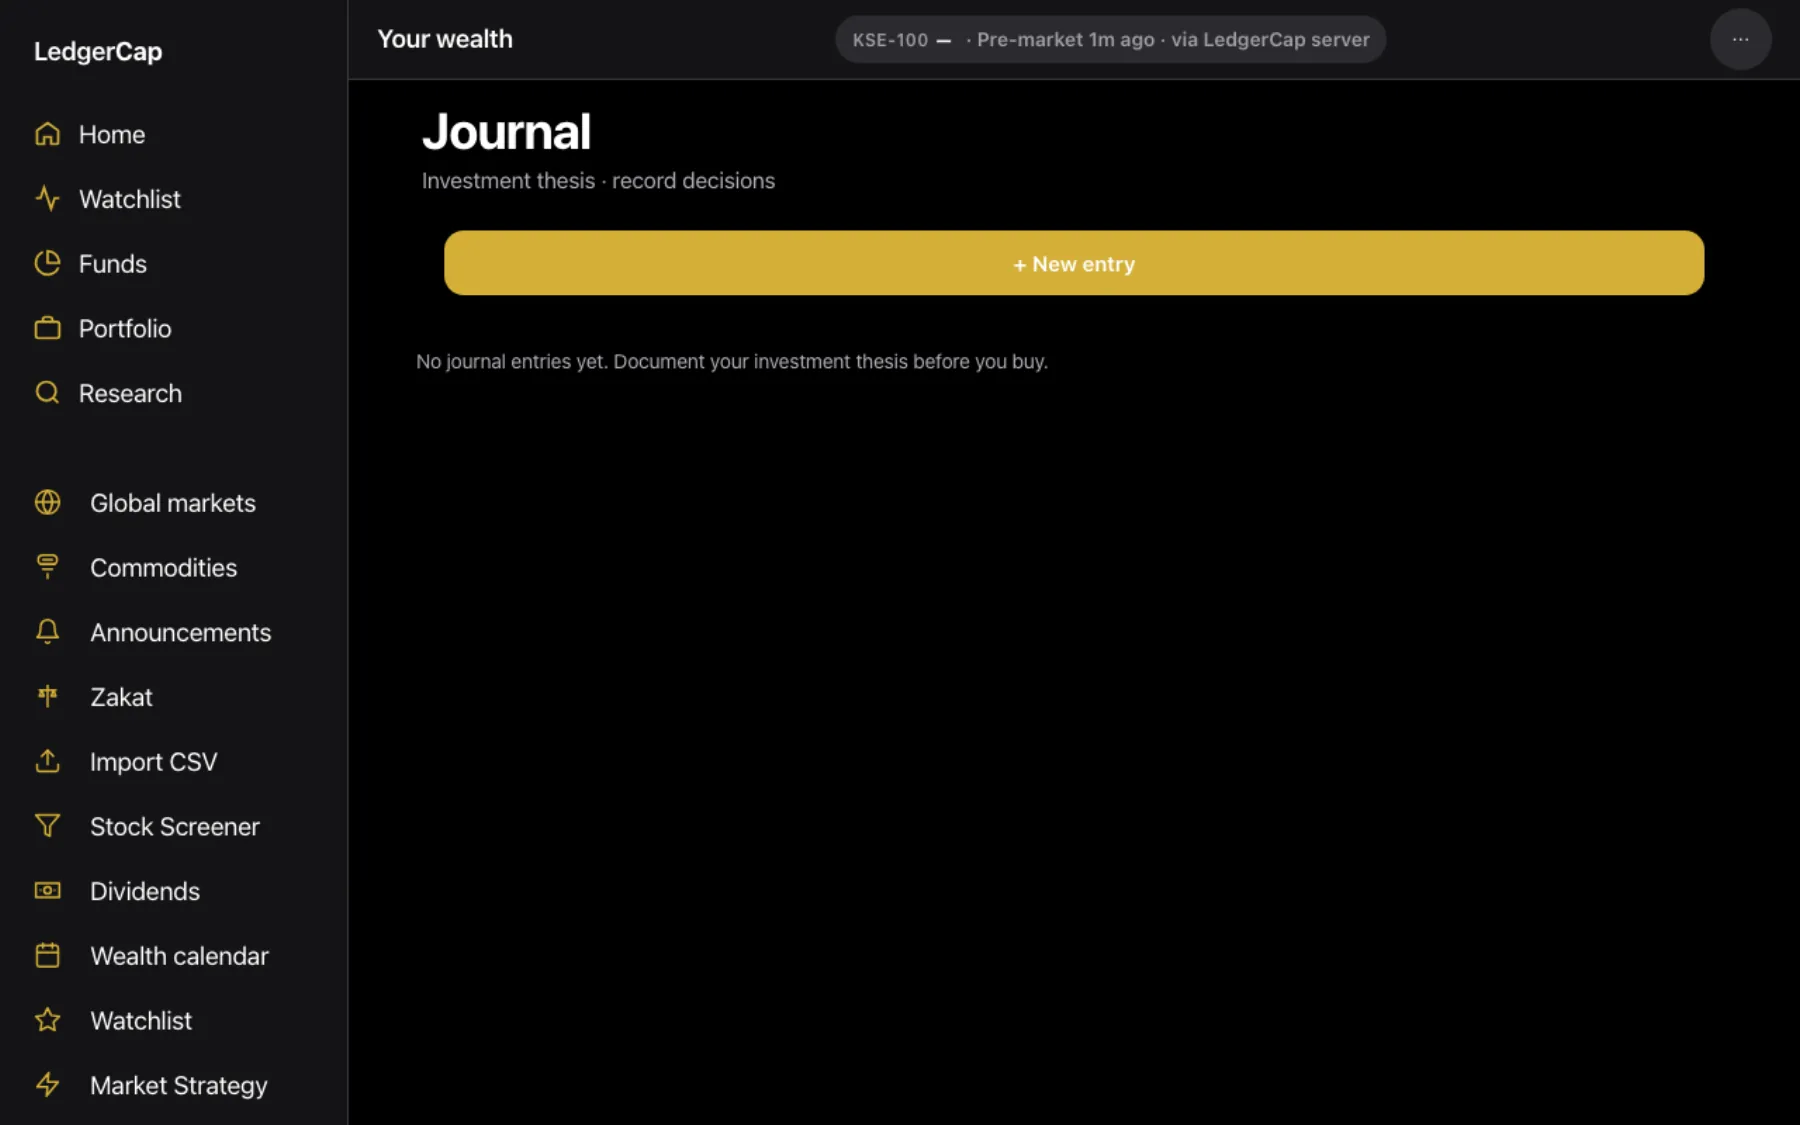 LedgerCap
Home
Watchlist
Funds
Portfolio
Research
Global markets
Commodities
Announcements
Zakat
Import CSV
Stock Screener
Dividends
Wealth calendar
Watchlist
Market Strategy
Your wealth
KSE-100 — · Pre-market 1m ago · via LedgerCap server
...
Journal
Investment thesis · record decisions
+ New entry
No journal entries yet. Document your investment thesis before you buy.